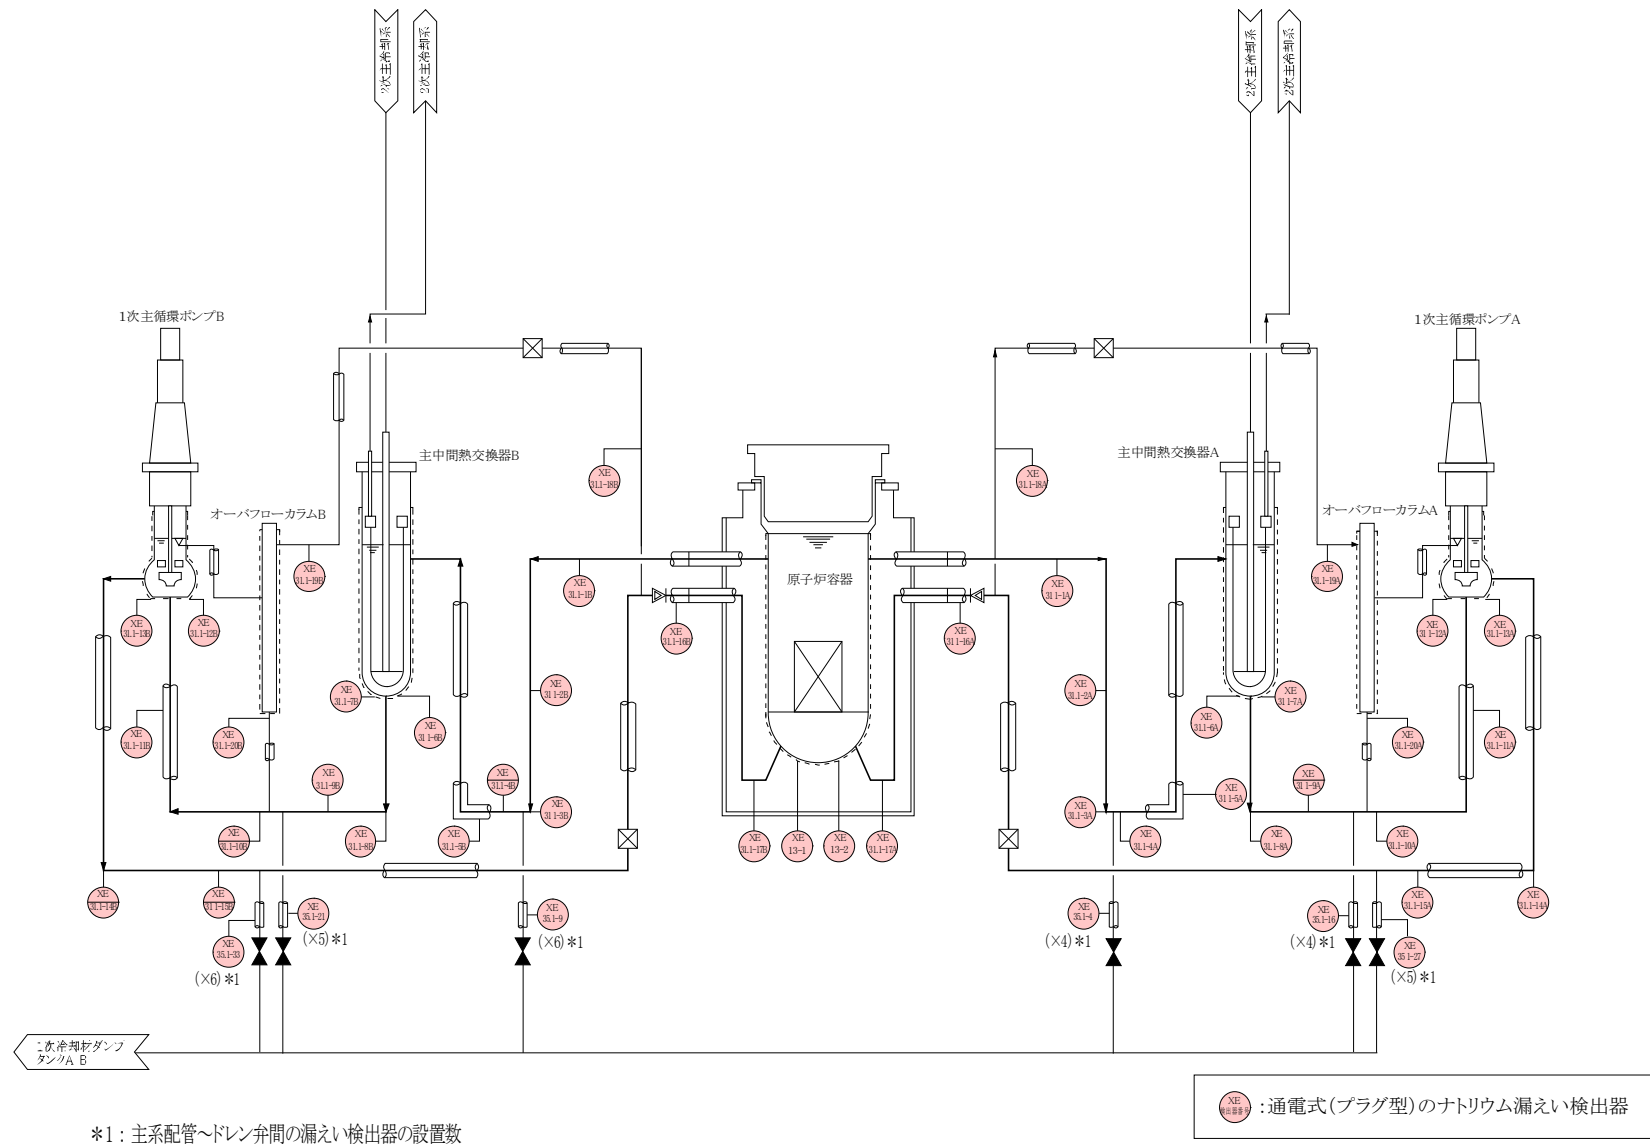 2次主冷却系
2次主冷却系
2次主冷却系
2次主冷却系
1次主循環ポンプB
1次主循環ポンプA
主中間熱交換器B
主中間熱交換器A
オーバフローカラムB
オーバフローカラムA
原子炉容器
XE
31.1-18B
XE
31.1-18A
XE
31.1-19B
XE
31.1-1B
XE
31.1-1A
XE
31.1-19A
XE
31.1-13B
XE
31.1-12B
XE
31.1-16B
XE
31.1-16A
XE
31.1-12A
XE
31.1-13A
XE
31.1-7B
XE
31.1-2B
XE
31.1-2A
XE
31.1-7A
XE
31.1-11B
XE
31.1-20B
XE
31.1-6B
XE
31.1-6A
XE
31.1-20A
XE
31.1-11A
XE
31.1-9B
XE
31.1-4B
XE
31.1-5A
XE
31.1-9A
XE
31.1-3B
XE
31.1-3A
XE
31.1-10B
XE
31.1-8B
XE
31.1-5B
XE
31.1-17B
XE
13-1
XE
13-2
XE
31.1-17A
XE
31.1-4A
XE
31.1-8A
XE
31.1-10A
XE
31.1-14B
XE
31.1-15B
XE
35.1-21
(×5)*1
XE
35.1-9
(×6)*1
XE
35.1-4
(×4)*1
XE
35.1-16
(×4)*1
XE
31.1-15A
XE
31.1-14A
XE
35.1-33
(×6)*1
XE
35.1-27
(×5)*1
1次冷却材ダンプ
タンクA B
XE
検出器番号
:通電式(プラグ型)のナトリウム漏えい検出器
*1:主系配管~ドレン弁間の漏えい検出器の設置数